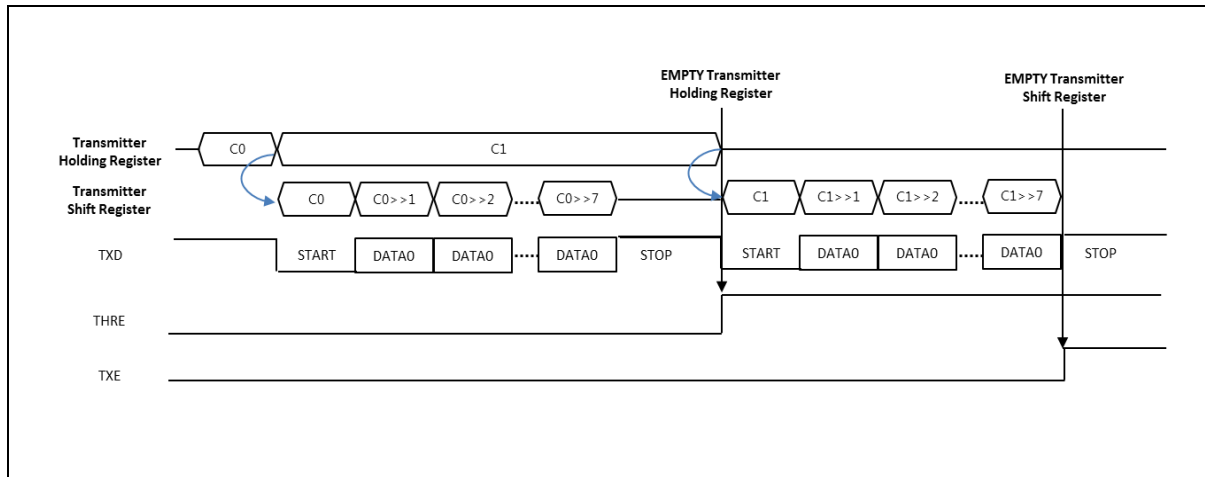 EMPTY Transmitter
Holding Register
EMPTY Transmitter
Shift Register
Transmitter
Holding Register
C0
C1
Transmitter
Shift Register
C0
C0>>1
C0>>2
.....
C0>>7
C1
C1>>1
C1>>2
.....
C1>>7
TXD
START
DATA0
DATA0
.....
DATA0
STOP
START
DATA0
DATA0
.....
DATA0
STOP
THRE
TXE